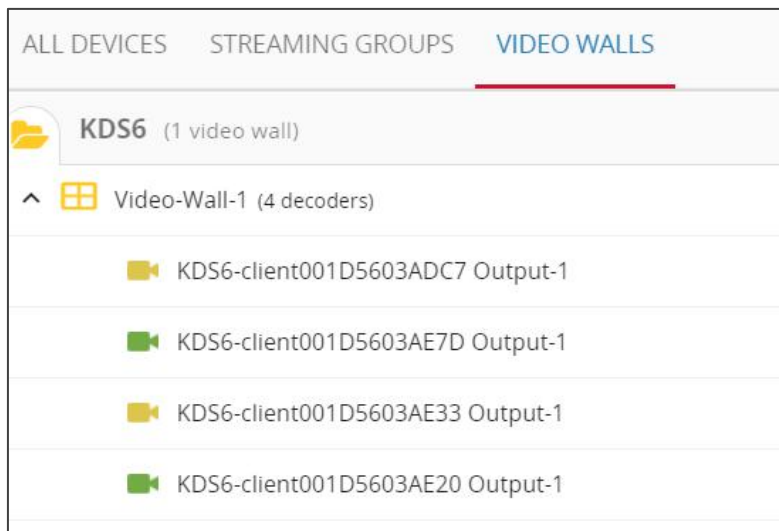 ALL DEVICES STREAMING GROUPS VIDEO WALLS
KDS6 (1 video wall)
Video-Wall-1 (4 decoders)
KDS6-client001D5603ADC7 Output-1
KDS6-client001D5603AE7D Output-1
KDS6-client001D5603AE33 Output-1
KDS6-client001D5603AE20 Output-1